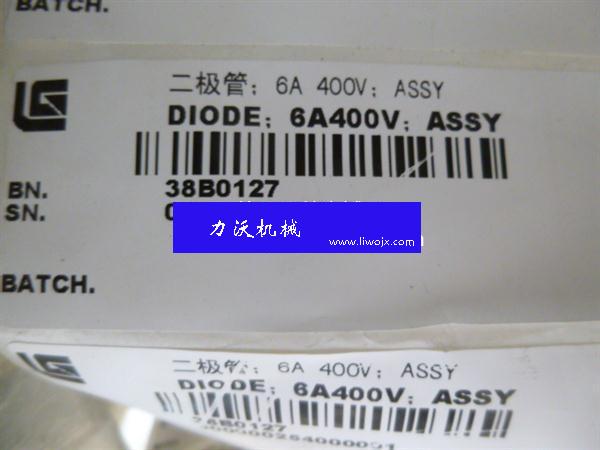 BATCH.
二极管；6A 400V；ASSY
DIODE；6A400V；ASSY
BN. 38B0127
SN.
力沃机械
www.liwojx.com
BATCH.
二极管；6A 400V；ASSY
DIODE；6A400V；ASSY
38B0127